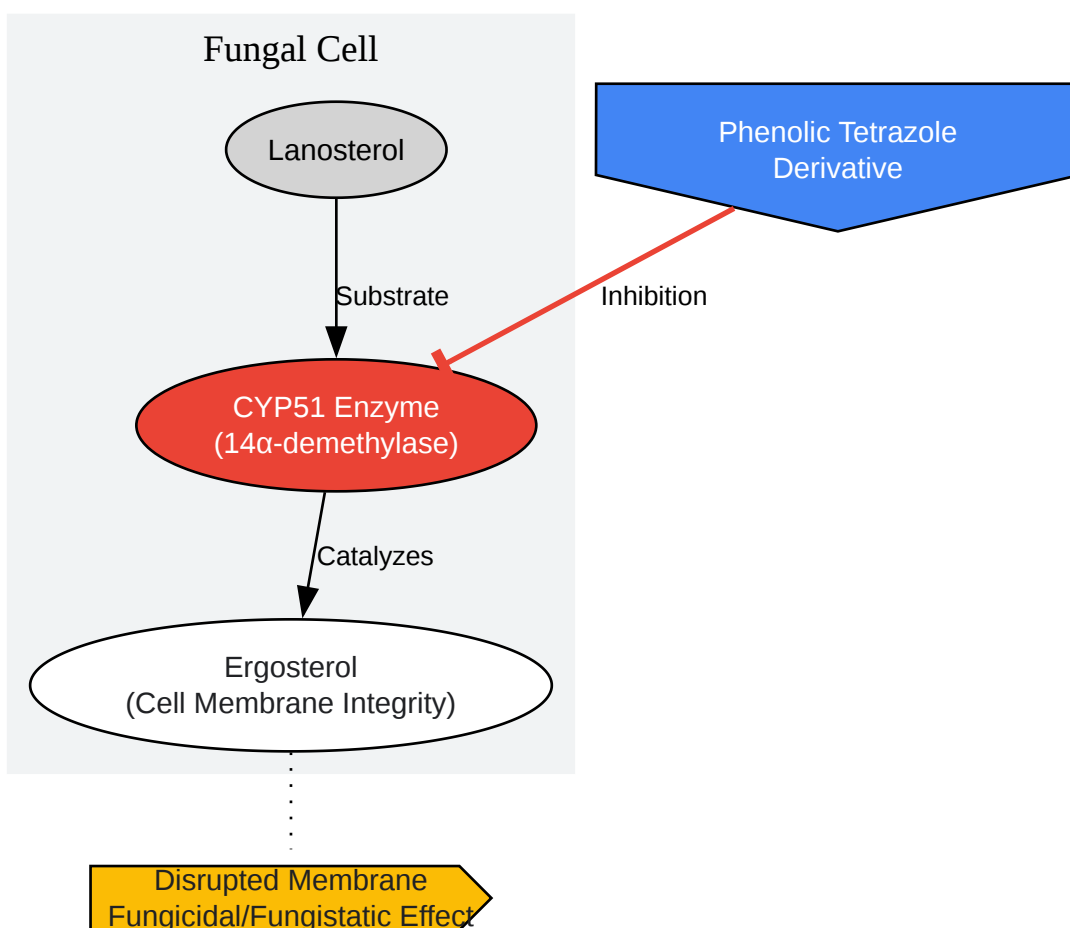 Fungal Cell
Lanosterol
Phenolic Tetrazole
Derivative
Substrate
Inhibition
CYP51 Enzyme
(14α-demethylase)
Catalyzes
Ergosterol
(Cell Membrane Integrity)
Disrupted Membrane
Fungicidal/Fungistatic Effect